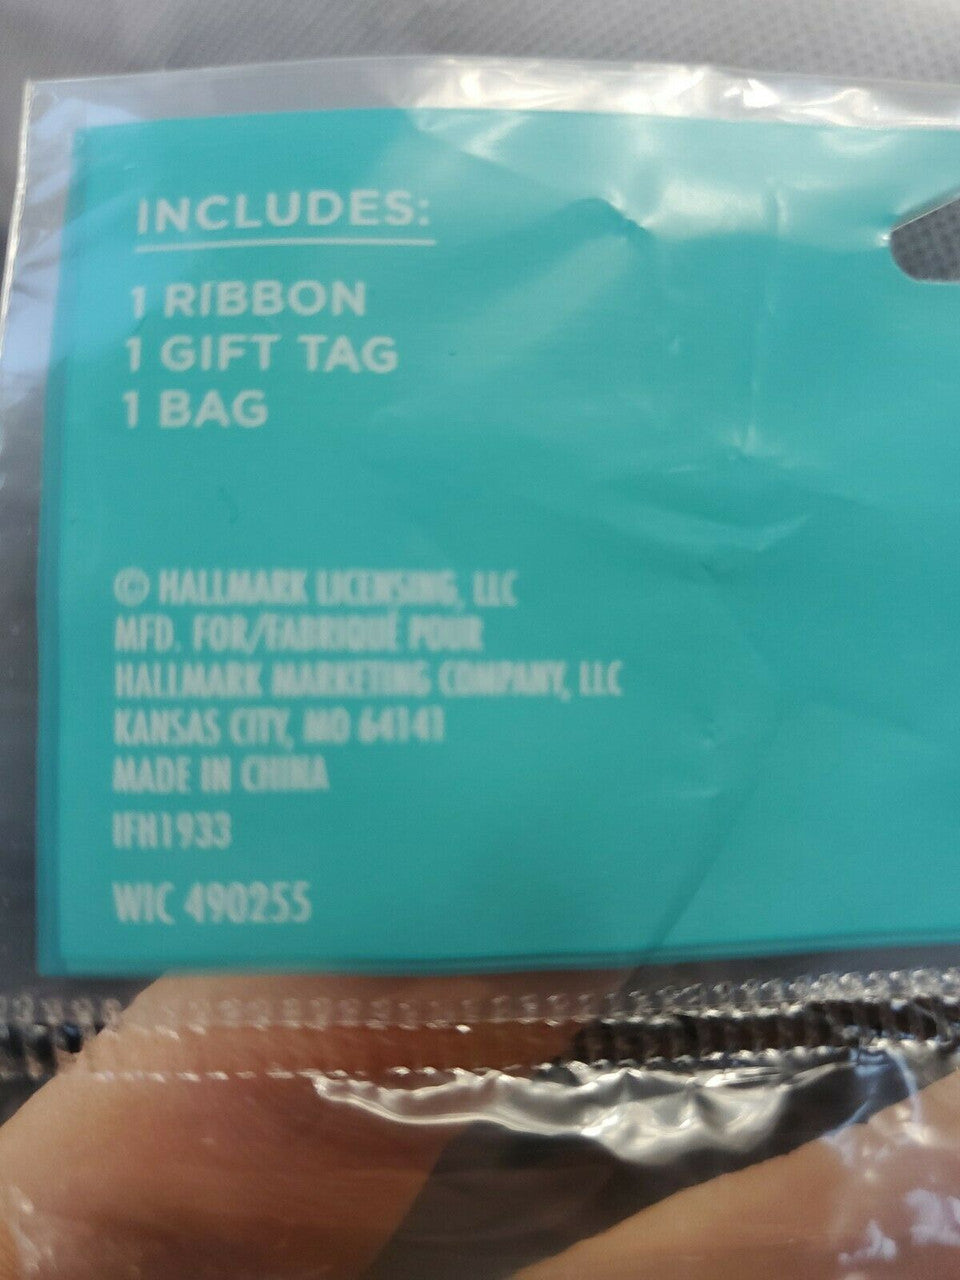 INCLUDES:
1 RIBBON
1 GIFT TAG
1 BAG
© HALLMARK LICENSING, LLC
MFD. FOR/FABRIQUÉ POUR
HALLMARK MARKETING COMPANY, LLC
KANSAS CITY, MO 64141
MADE IN CHINA
IFH1933
WIC 490255